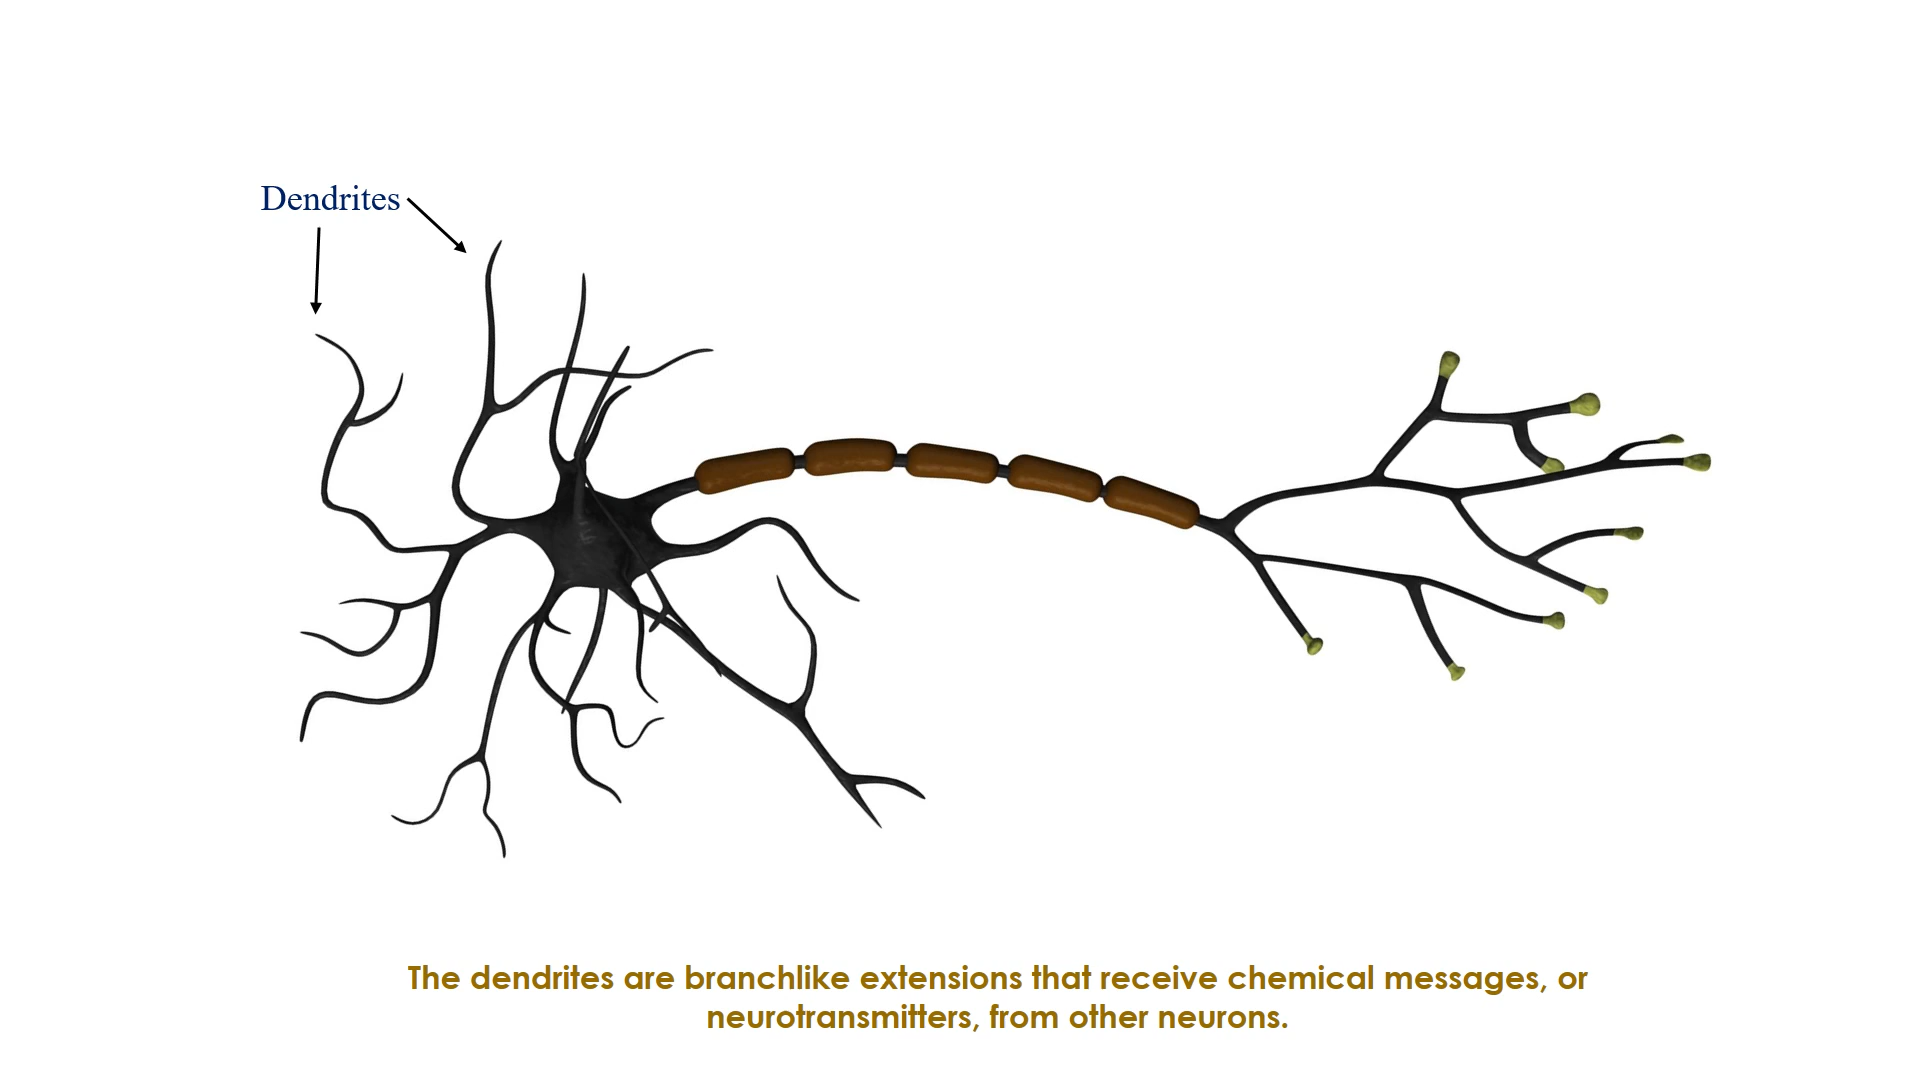 Dendrites
The dendrites are branchlike extensions that receive chemical messages, or
neurotransmitters, from other neurons.